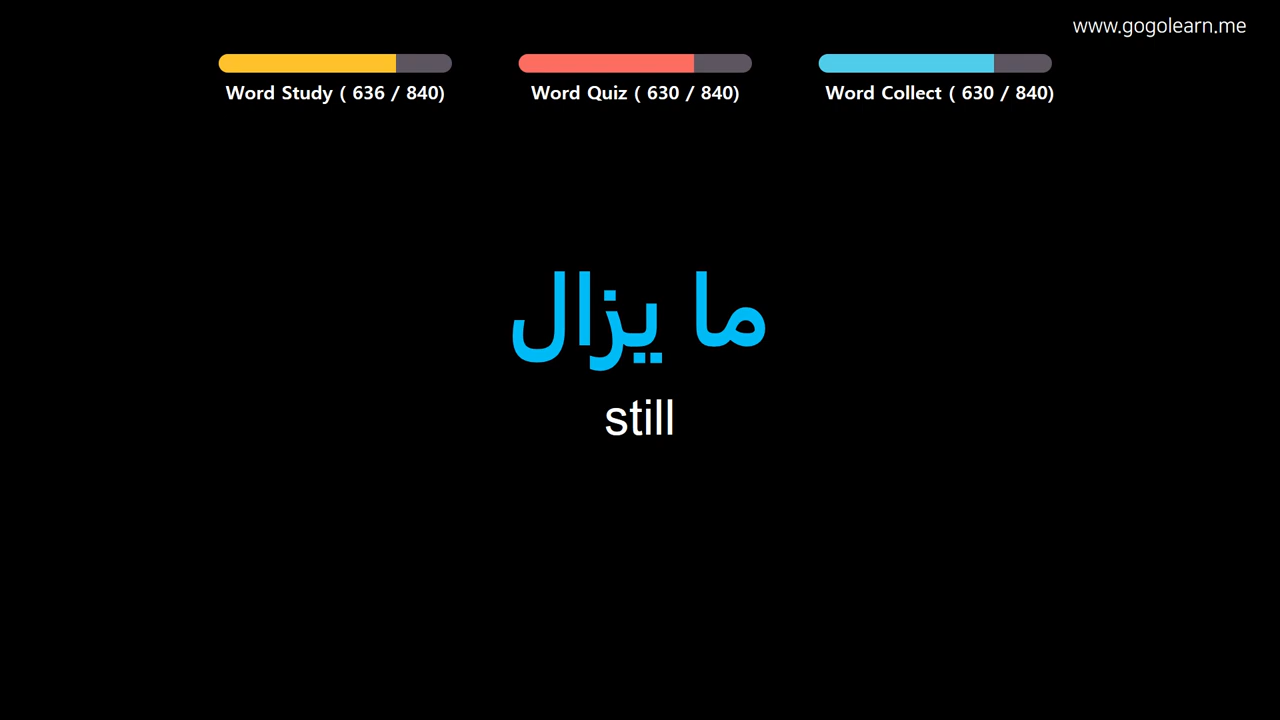 www.gogolearn.me
Word Study ( 636 / 840)
Word Quiz ( 630 / 840)
Word Collect ( 630 / 840)
ما يزال
still